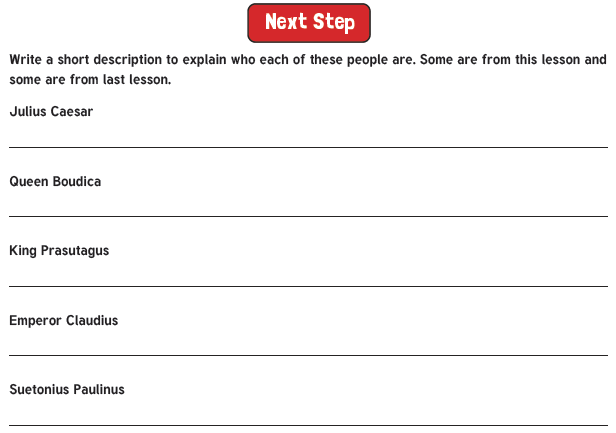 Next Step
Write a short description to explain who each of these people are. Some are from this lesson and
some are from last lesson.
Julius Caesar
Queen Boudica
King Prasutagus
Emperor Claudius
Suetonius Paulinus